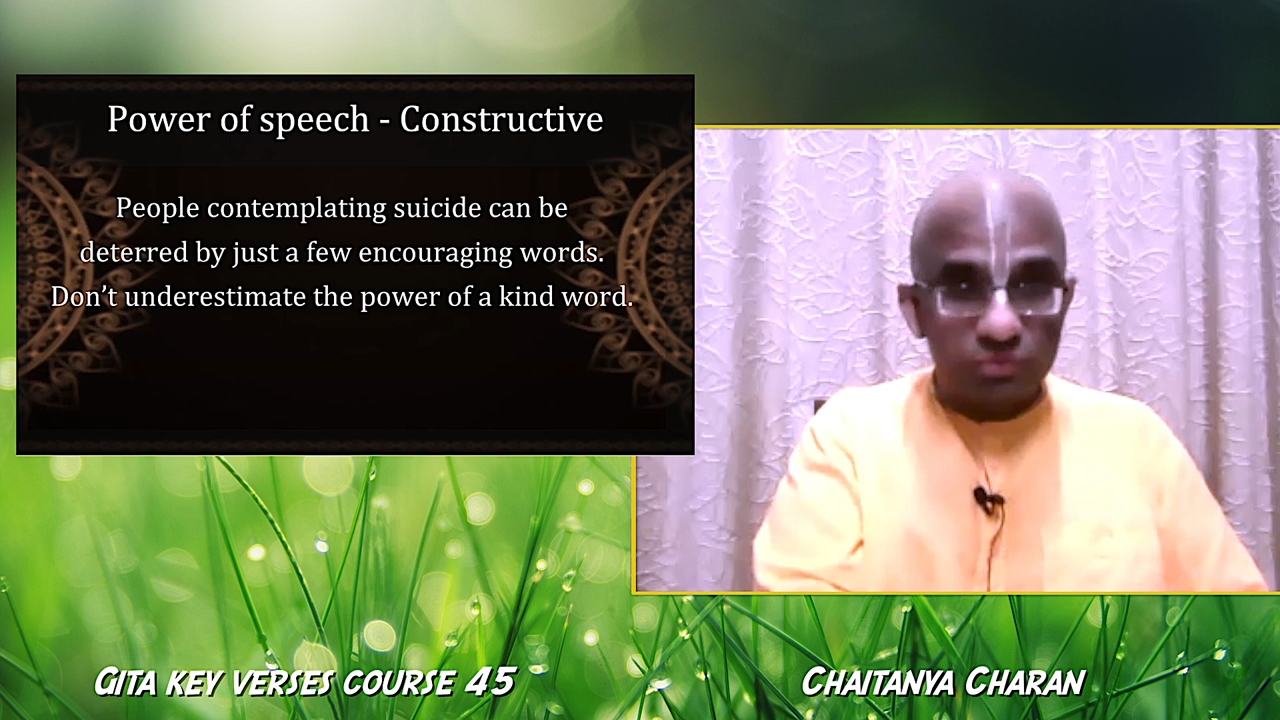 Power of speech - Constructive
People contemplating suicide can be
deterred by just a few encouraging words.
Don’t underestimate the power of a kind word.
GITA KEY VERSES COURSE 45
CHAITANYA CHARAN